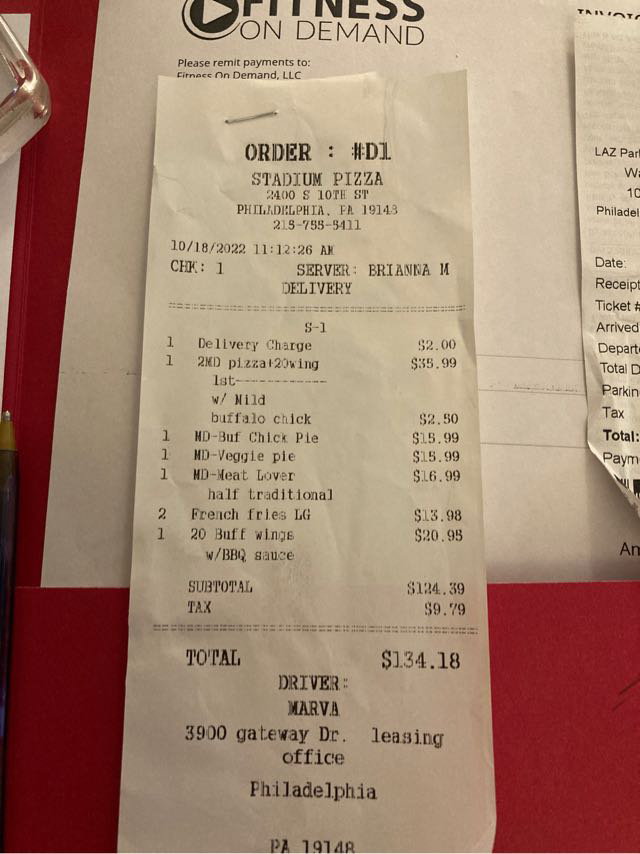 FITNESS
ON DEMAND
Please remit payments to:
Fitness On Demand, LLC
ORDER : #D1
STADIUM PIZZA
2400 S 10TH ST
PHILADELPHIA, PA 19148
215-755-5411
10/18/2022 11:12:26 AM
CHK: 1 SERVER: BRIANNA M
DELIVERY
S-1
1 Delivery Charge $2.00
1 2MD pizza+20wing $35.99
1st------------
w/ Mild
buffalo chick $2.50
1 MD-Buf Chick Pie $15.99
1 MD-Veggie pie $15.99
1 MD-Meat Lover $16.99
half traditional
2 French fries LG $13.98
1 20 Buff wings $20.95
w/BBQ sauce
SUBTOTAL $124.39
TAX $9.79
TOTAL $134.18
DRIVER:
MARVA
3900 gateway Dr. leasing
office
Philadelphia
PA 19148
LAZ Par
Wa
10
Philadel
Date:
Receipt
Ticket #
Arrived
Depart
Total D
Parkin
Tax
Total:
Paym
Am